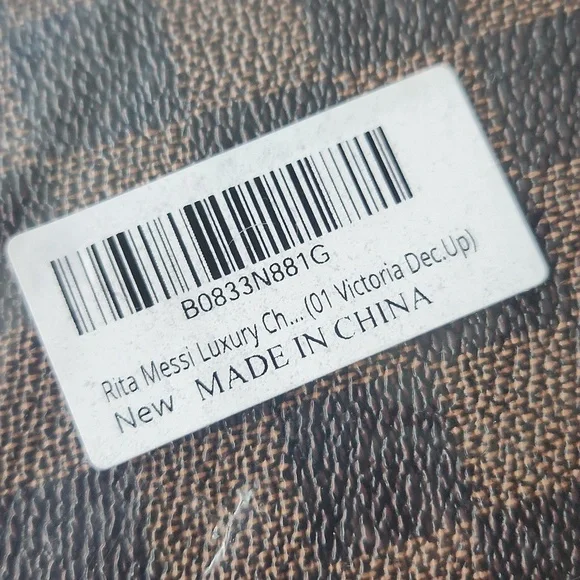 B0833N881G
Rita Messi Luxury Ch...(01 Victoria Dec.Up)
New MADE IN CHINA